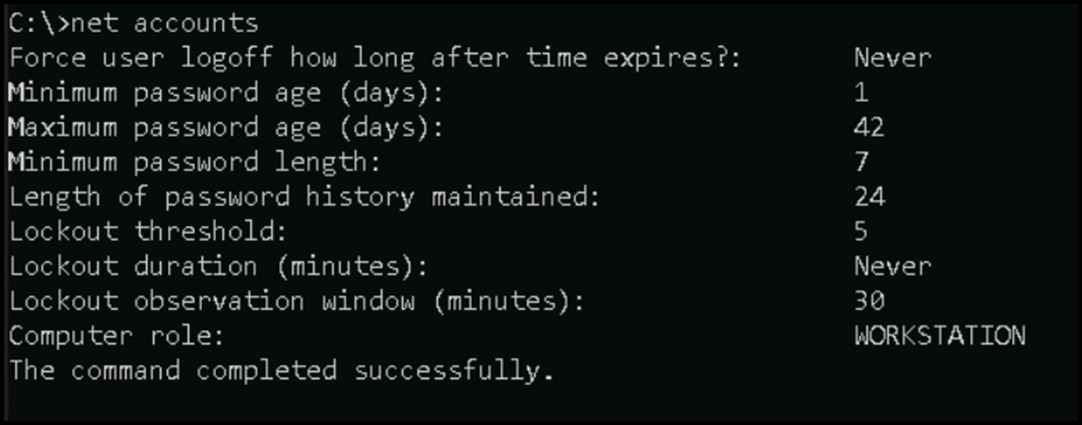 C:\>net accounts
Force user logoff how long after time expires?: Never
Minimum password age (days): 1
Maximum password age (days): 42
Minimum password length: 7
Length of password history maintained: 24
Lockout threshold: 5
Lockout duration (minutes): Never
Lockout observation window (minutes): 30
Computer role: WORKSTATION
The command completed successfully.